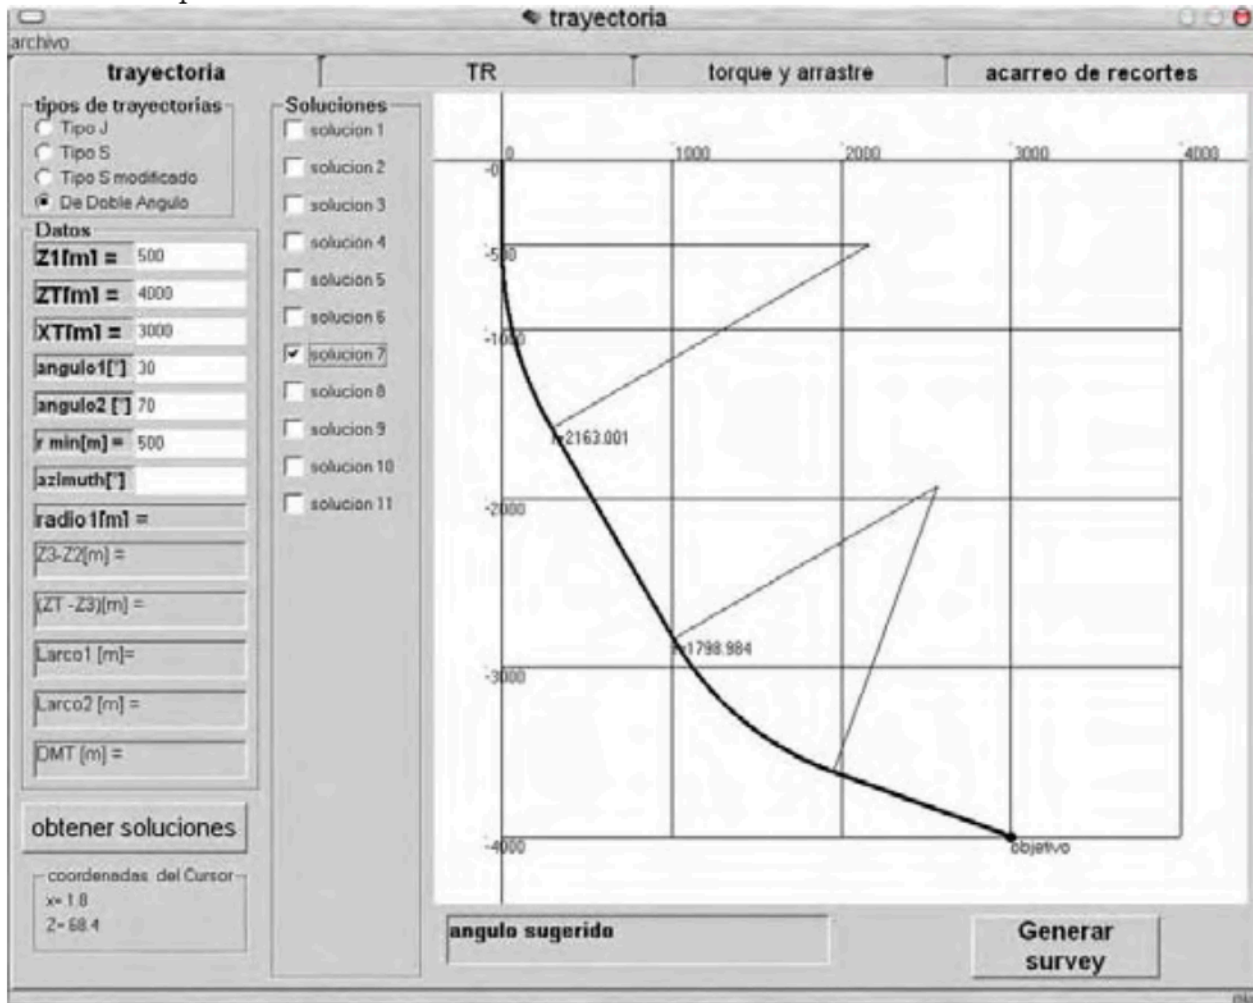 trayectoria
archivo
trayectoria
TR
torque y arrastre
acarreo de recortes
tipos de trayectorias
Tipo J
Tipo S
Tipo S modificado
De Doble Angulo
Datos
Z1[m] = 500
ZT[m] = 4000
XT[m] = 3000
angulo1[°] 30
angulo2 [°] 70
r min[m] = 500
azimuth[°]
radio1[m] =
Z3-Z2[m] =
(ZT -Z3)[m] =
Larco1 [m]=
Larco2 [m] =
DMT [m] =
obtener soluciones
coordenadas del Cursor
x= 1.8
Z= 68.4
Soluciones
solucion 1
solucion 2
solucion 3
solucion 4
solucion 5
solucion 6
solucion 7
solucion 8
solucion 9
solucion 10
solucion 11
0
1000
2000
3000
4000
-0
-500
-1000
r=2163.001
-2000
r=1798.984
-3000
-4000
objetivo
angulo sugerido
Generar
survey